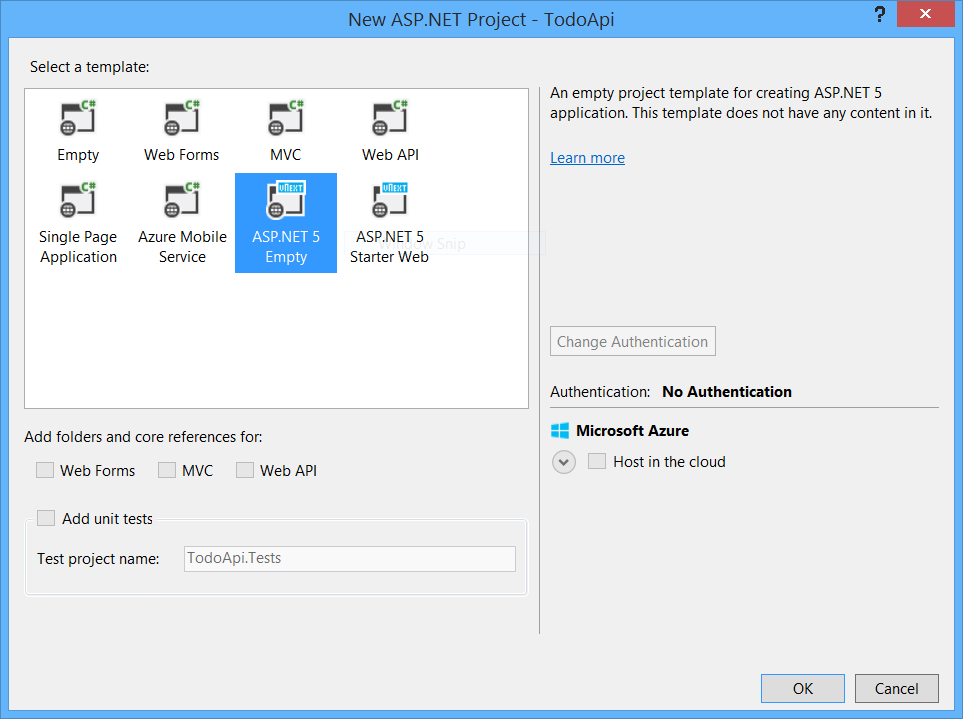 New ASP.NET Project - TodoApi
?
Select a template:
C# C# C# C#
Empty Web Forms MVC Web API
C# C# vNEXT vNEXT
Single Page Azure Mobile ASP.NET 5 ASP.NET 5
Application Service Empty Starter Web
Window Snip
An empty project template for creating ASP.NET 5
application. This template does not have any content in it.
Learn more
Change Authentication
Authentication: No Authentication
Microsoft Azure
Host in the cloud
Add folders and core references for:
Web Forms MVC Web API
Add unit tests
Test project name: TodoApi.Tests
OK Cancel